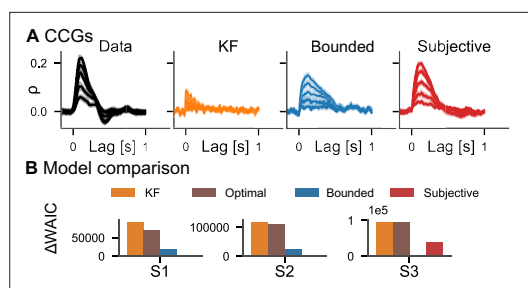 A CCGs
Data KF Bounded Subjective
0.2
ρ
0.0
0 Lag [s] 1 0 Lag [s] 1 0 Lag [s] 1 0 Lag [s] 1
B Model comparison
KF Optimal Bounded Subjective
1e5
ΔWAIC
50000 100000 1
0 0 0
S1 S2 S3